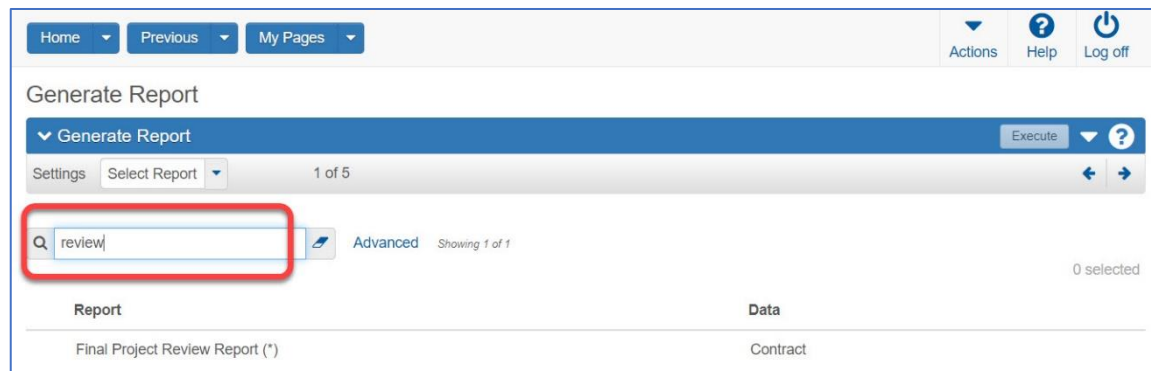 Home Previous My Pages Actions Help Log off
Generate Report
Generate Report Execute
Settings Select Report 1 of 5
review Advanced Showing 1 of 1
0 selected
Report Data
Final Project Review Report (*) Contract